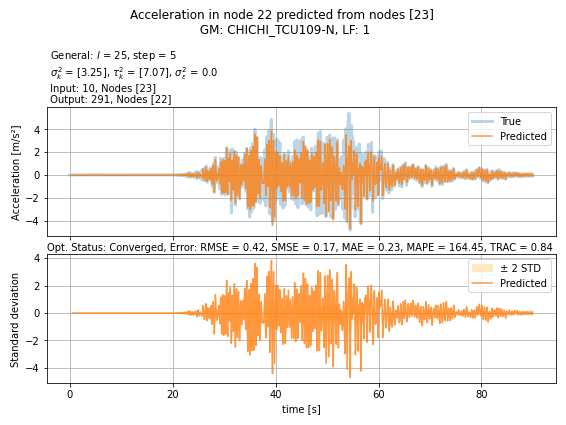 Acceleration in node 22 predicted from nodes [23]
GM: CHICHI_TCU109-N, LF: 1
General: l = 25, step = 5
σ²ₖ = [3.25], τ²ₖ = [7.07], σ²ε = 0.0
Input: 10, Nodes [23]
Output: 291, Nodes [22]
Acceleration [m/s²]
4
2
0
−2
−4
True
Predicted
Opt. Status: Converged, Error: RMSE = 0.42, SMSE = 0.17, MAE = 0.23, MAPE = 164.45, TRAC = 0.84
Standard deviation
4
2
0
−2
−4
± 2 STD
Predicted
0 20 40 60 80
time [s]